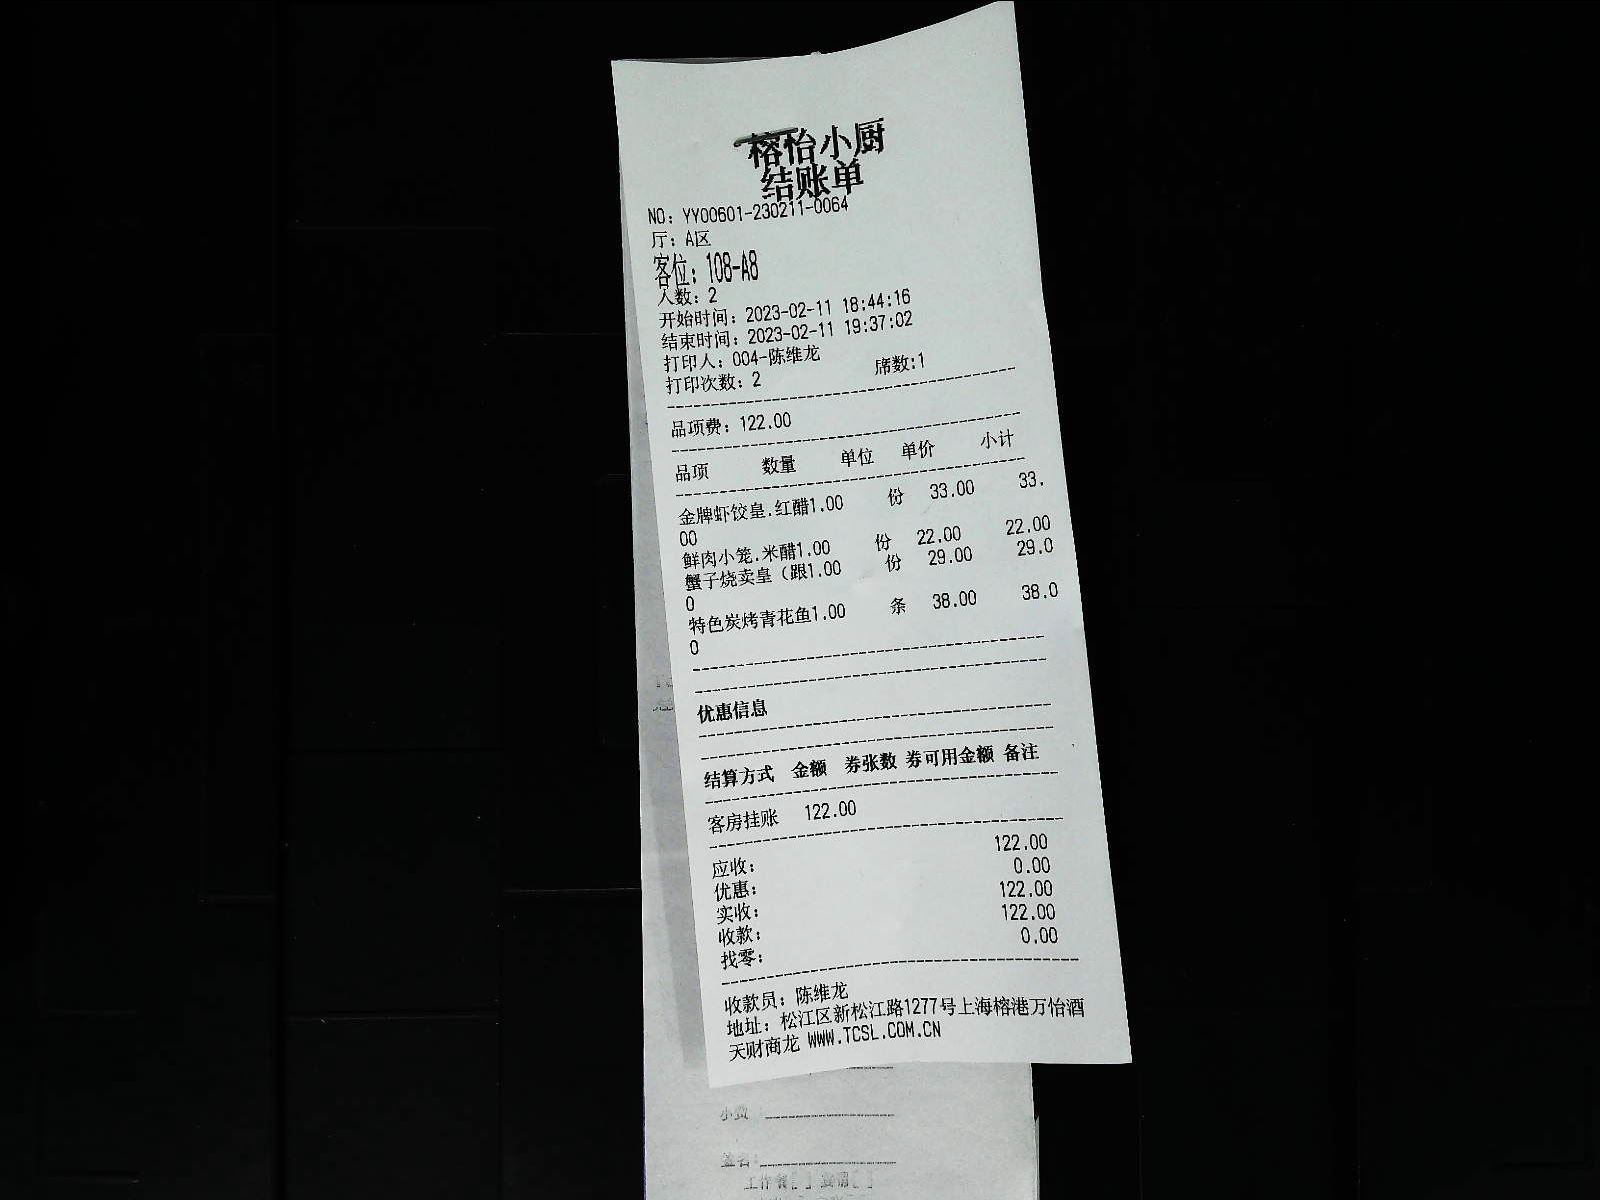 榕怡小厨
结账单
NO: YY00601-230211-0064
厅: A区
客位: 108-A8
人数: 2
开始时间: 2023-02-11 18:44:16
结束时间: 2023-02-11 19:37:02
打印人: 004-陈维龙
打印次数: 2 席数:1
品项费: 122.00
品项 数量 单位 单价 小计
金牌虾饺皇.红醋1.00 份 33.00 33.
00
鲜肉小笼.米醋1.00 份 22.00 22.00
蟹子烧卖皇（跟1.00 份 29.00 29.0
0
特色炭烤青花鱼1.00 条 38.00 38.0
0
优惠信息
结算方式 金额 券张数 券可用金额 备注
客房挂账 122.00
应收: 122.00
优惠: 0.00
实收: 122.00
收款: 122.00
找零: 0.00
收款员: 陈维龙
地址: 松江区新松江路1277号上海榕港万怡酒
天财商龙 WWW.TCSL.COM.CN
小费
签名: